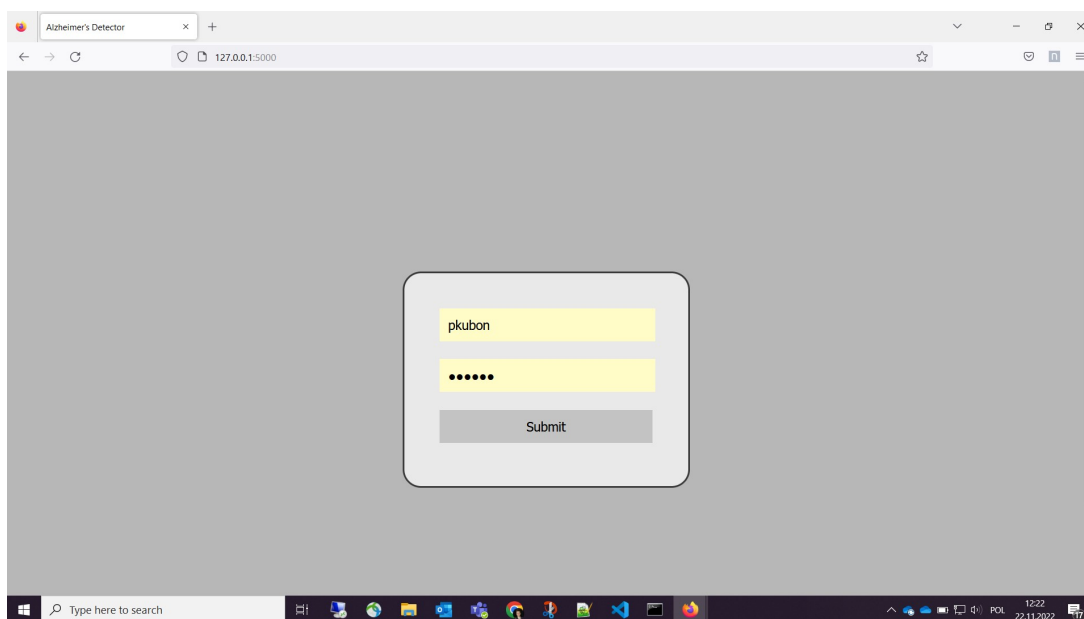 Alzheimer's Detector
127.0.0.1:5000
pkubon
••••••
Submit
Type here to search
POL
12:22
22.11.2022
17